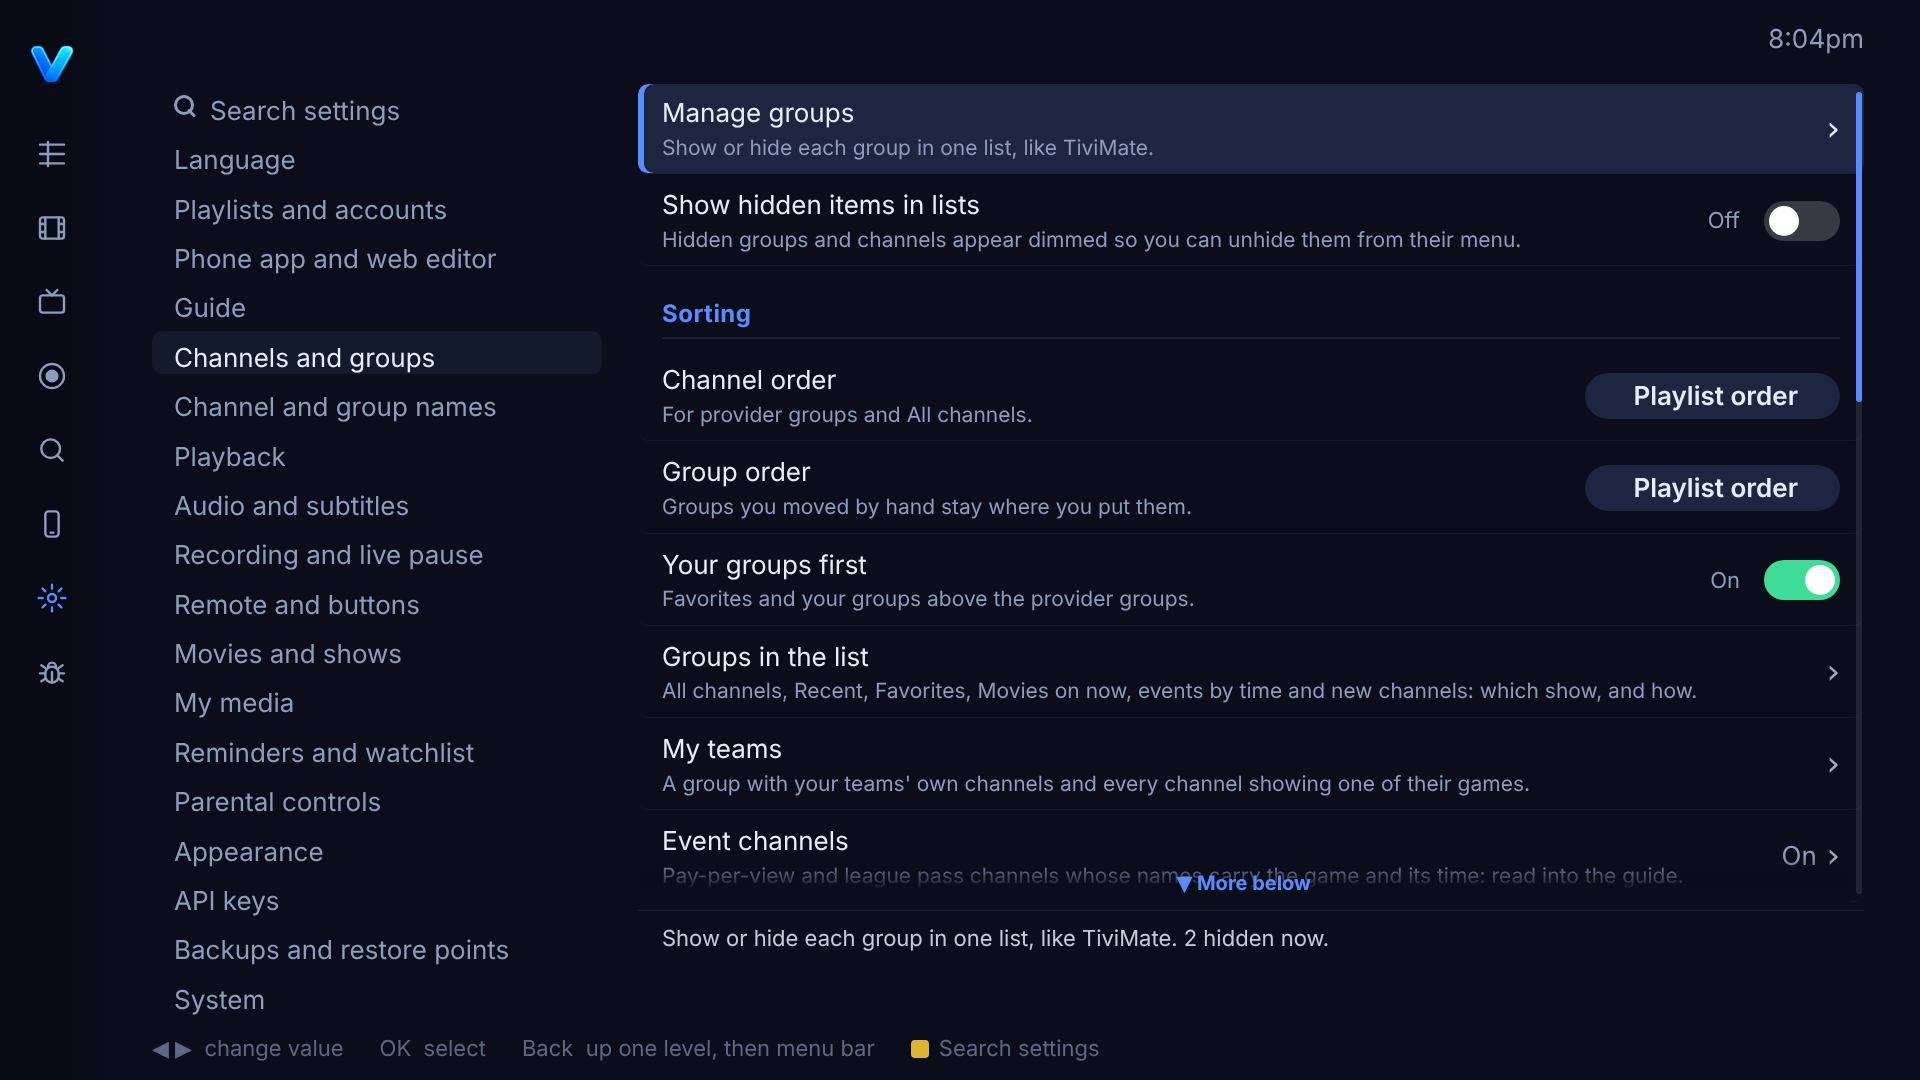 8:04pm
Search settings
Language
Playlists and accounts
Phone app and web editor
Guide
Channels and groups
Channel and group names
Playback
Audio and subtitles
Recording and live pause
Remote and buttons
Movies and shows
My media
Reminders and watchlist
Parental controls
Appearance
API keys
Backups and restore points
System
Manage groups
Show or hide each group in one list, like TiviMate.
Show hidden items in lists
Hidden groups and channels appear dimmed so you can unhide them from their menu.
Off
Sorting
Channel order
For provider groups and All channels.
Playlist order
Group order
Groups you moved by hand stay where you put them.
Playlist order
Your groups first
Favorites and your groups above the provider groups.
On
Groups in the list
All channels, Recent, Favorites, Movies on now, events by time and new channels: which show, and how.
My teams
A group with your teams' own channels and every channel showing one of their games.
Event channels
Pay-per-view and league pass channels whose names carry the game and its time: read into the guide.
On
More below
Show or hide each group in one list, like TiviMate. 2 hidden now.
change value OK select Back up one level, then menu bar Search settings